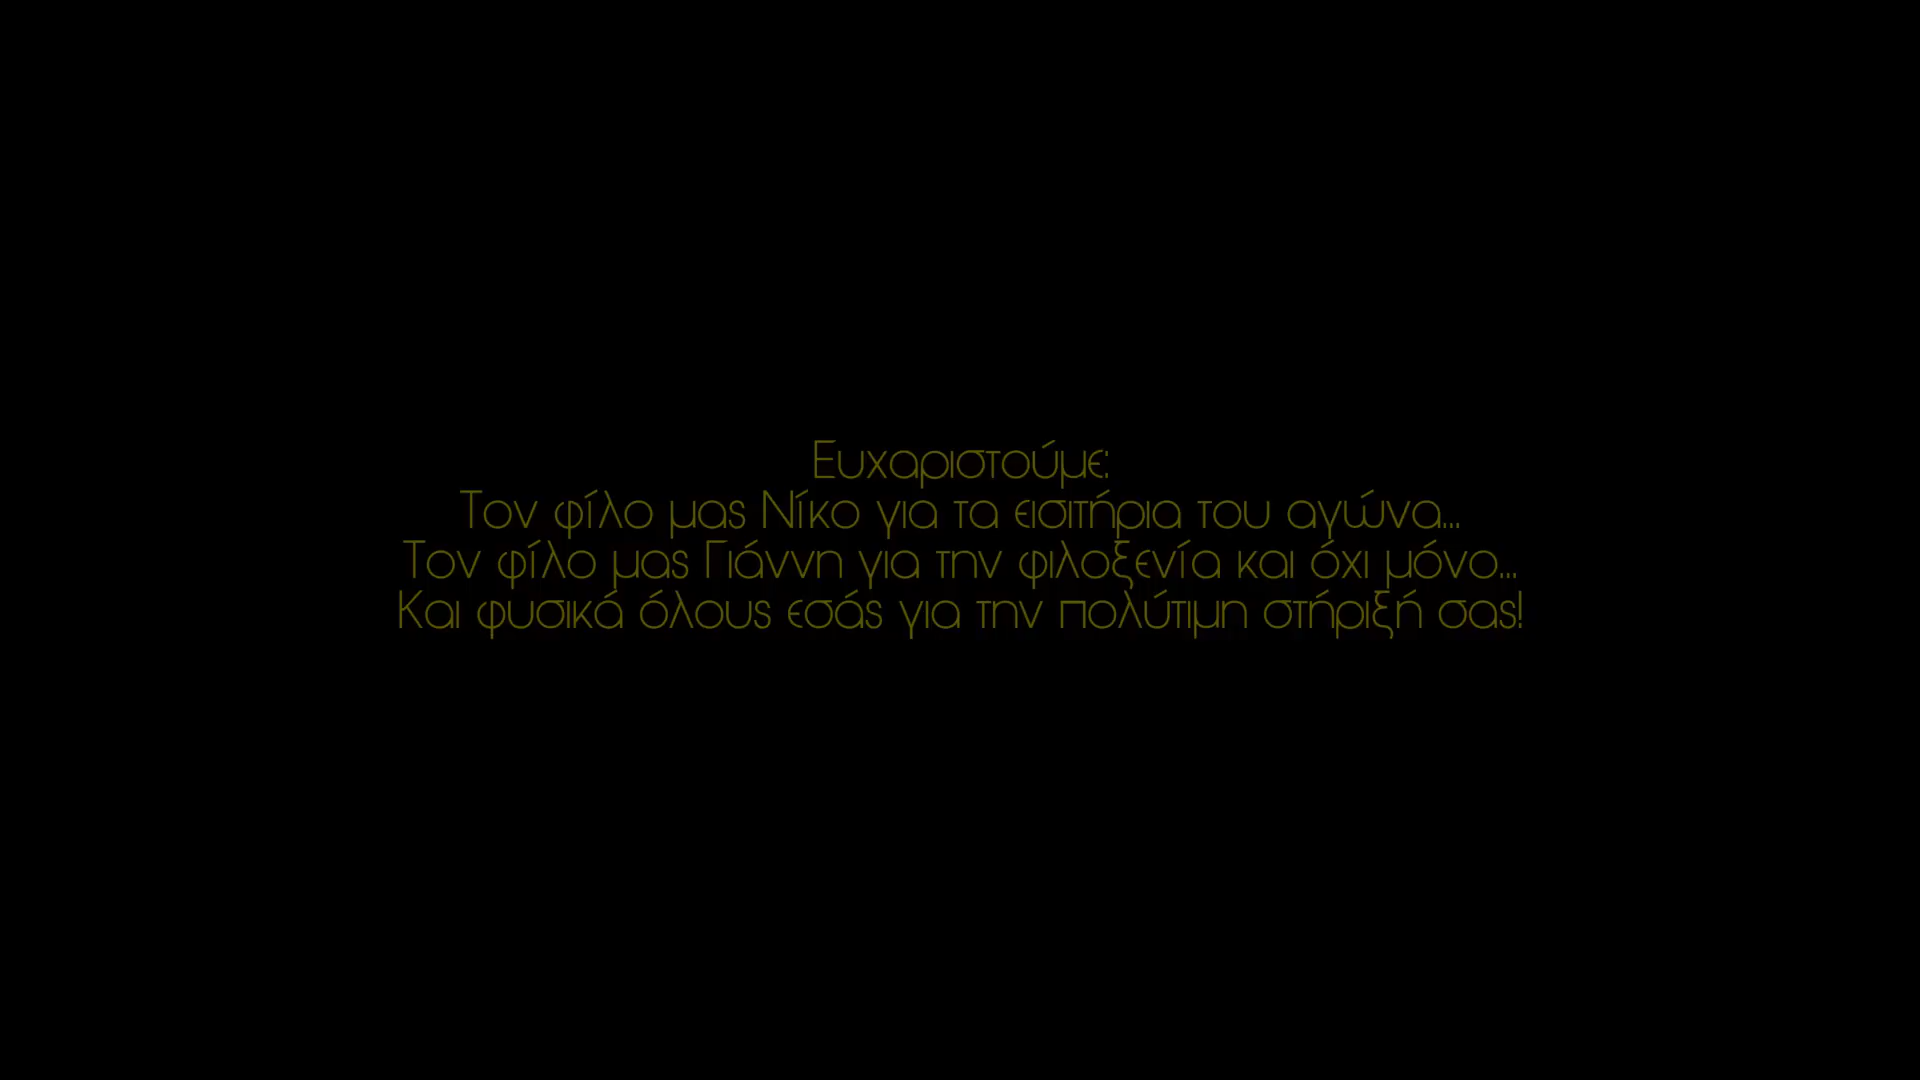 Ευχαριστούμε:
Τον φίλο μας Νίκο για τα εισιτήρια του αγώνα...
Τον φίλο μας Γιάννη για την φιλοξενία και όχι μόνο...
Και φυσικά όλους εσάς για την πολύτιμη στήριξή σας!